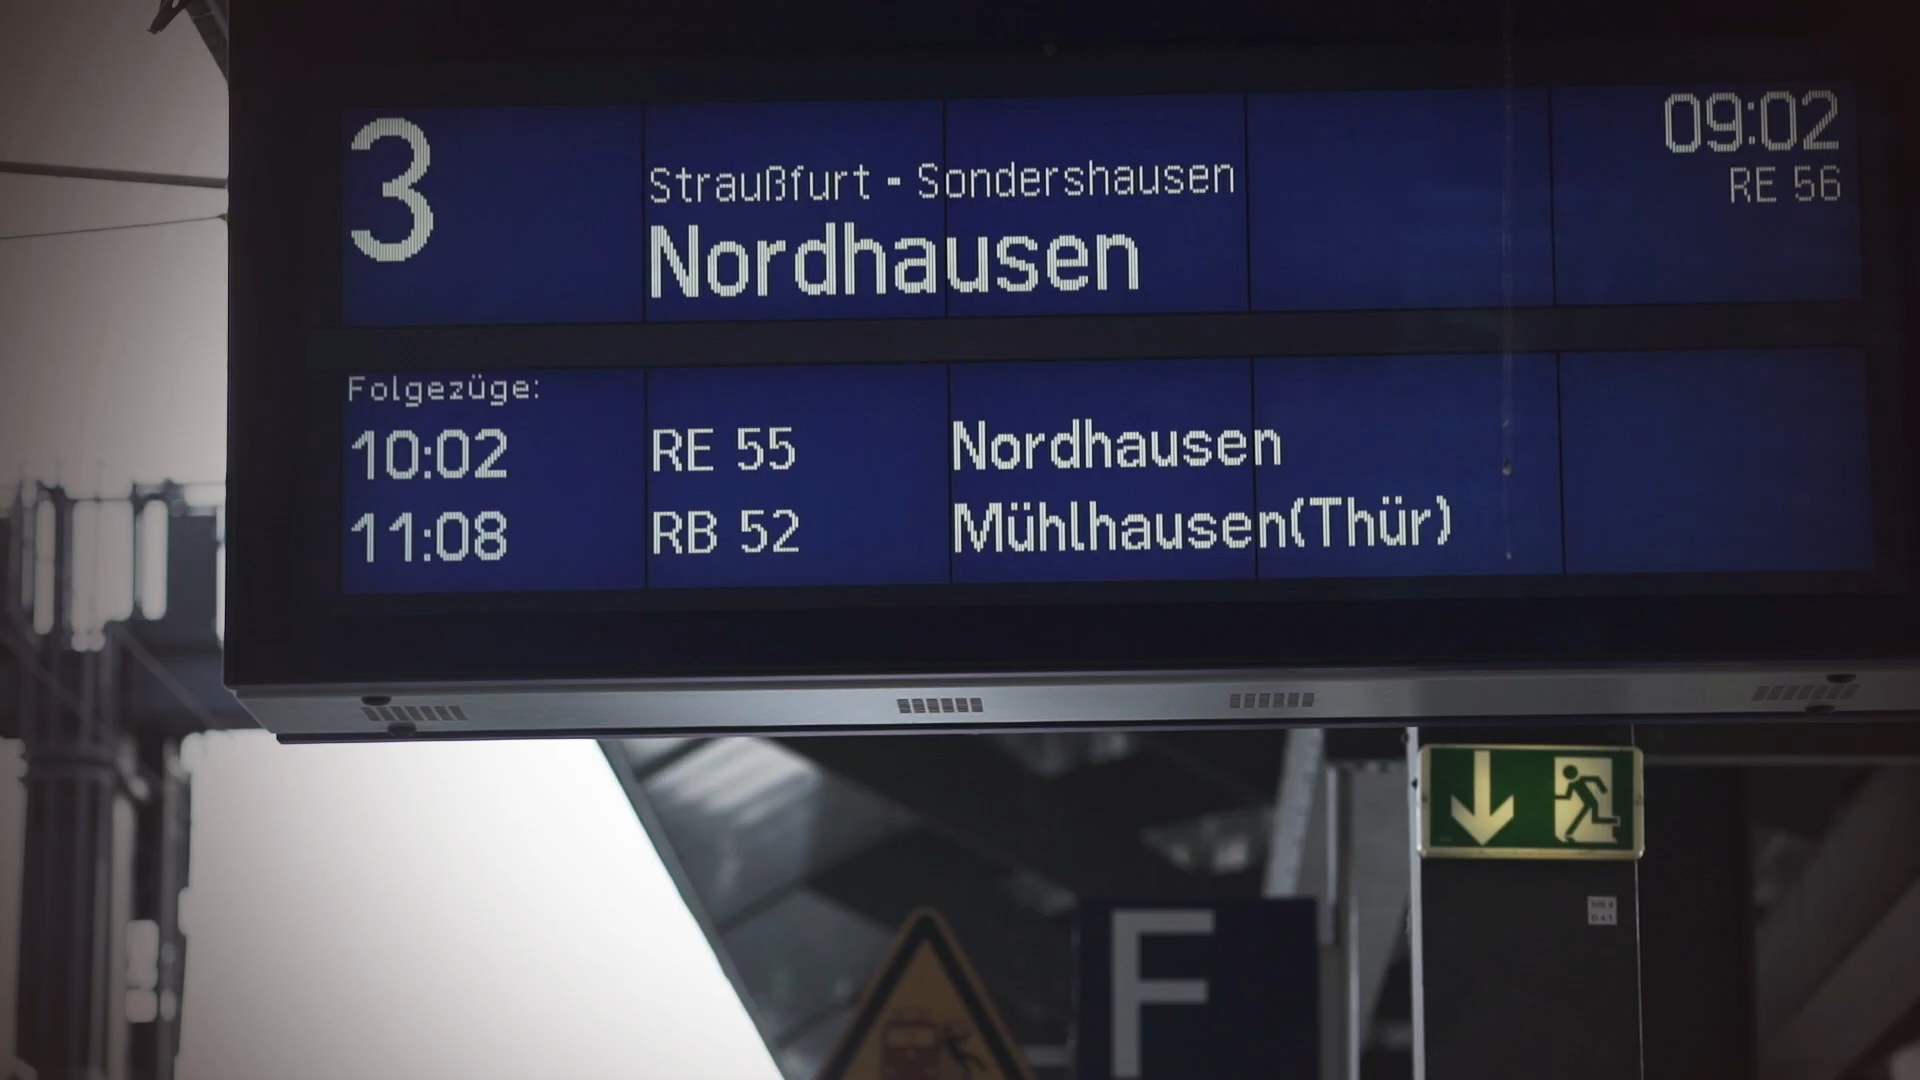 3
09:02
Straußfurt - Sondershausen
RE 56
Nordhausen
Folgezüge:
10:02 RE 55 Nordhausen
11:08 RB 52 Mühlhausen(Thür)
F